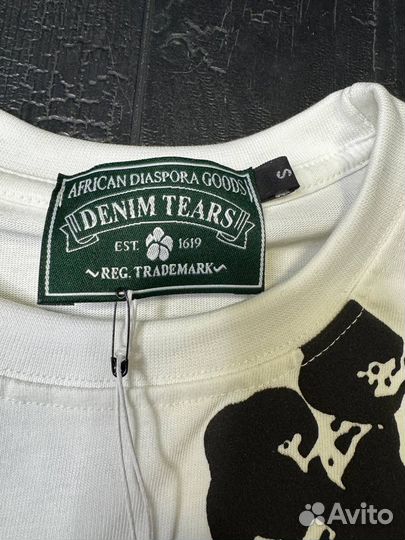 AFRICAN DIASPORA GOODS
DENIM TEARS
EST. 1619
~REG. TRADEMARK~
S
Avito